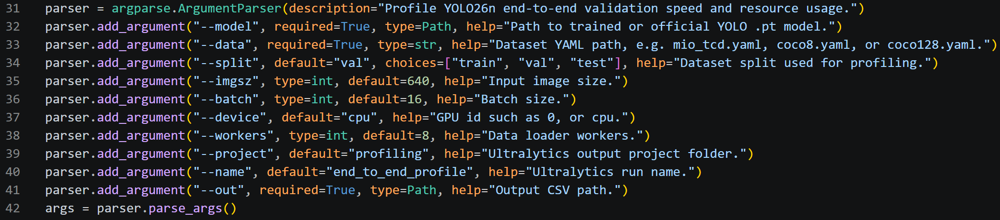 31 parser = argparse.ArgumentParser(description="Profile YOLO26n end-to-end validation speed and resource usage.")
32 parser.add_argument("--model", required=True, type=Path, help="Path to trained or official YOLO .pt model.")
33 parser.add_argument("--data", required=True, type=str, help="Dataset YAML path, e.g. mio_tcd.yaml, coco8.yaml, or coco128.yaml.")
34 parser.add_argument("--split", default="val", choices=["train", "val", "test"], help="Dataset split used for profiling.")
35 parser.add_argument("--imgsz", type=int, default=640, help="Input image size.")
36 parser.add_argument("--batch", type=int, default=16, help="Batch size.")
37 parser.add_argument("--device", default="cpu", help="GPU id such as 0, or cpu.")
38 parser.add_argument("--workers", type=int, default=8, help="Data loader workers.")
39 parser.add_argument("--project", default="profiling", help="Ultralytics output project folder.")
40 parser.add_argument("--name", default="end_to_end_profile", help="Ultralytics run name.")
41 parser.add_argument("--out", required=True, type=Path, help="Output CSV path.")
42 args = parser.parse_args()